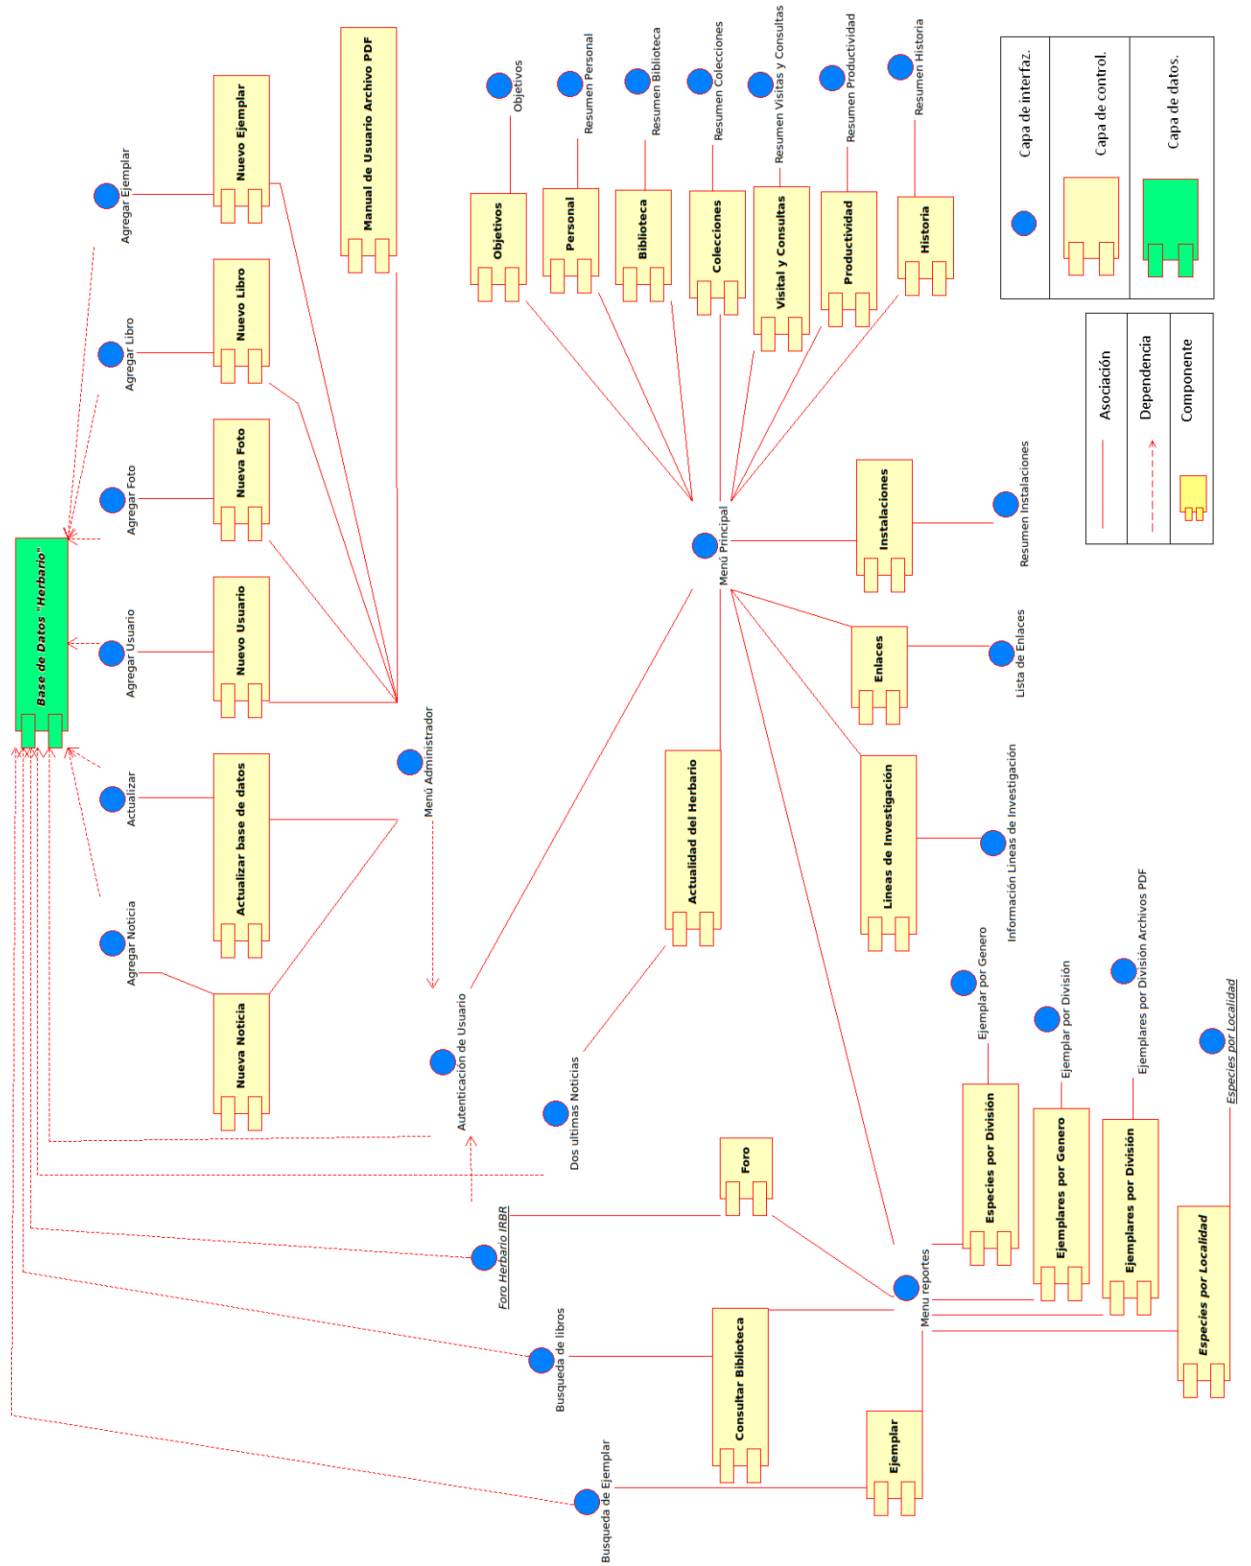 Base de Datos "Herbario"
Agregar Noticia
Actualizar
Agregar Usuario
Agregar Foto
Agregar Libro
Agregar Ejemplar
Nueva Noticia
Actualizar base de datos
Nuevo Usuario
Nueva Foto
Nuevo Libro
Nuevo Ejemplar
Manual de Usuario Archivo PDF
Menú Administrador
Autenticación de Usuario
Foro Herbario IRBR
Dos ultimas Noticias
Busqueda de libros
Busqueda de Ejemplar
Actualidad del Herbario
Menú Principal
Foro
Consultar Biblioteca
Ejemplar
Menu reportes
Objetivos
Objetivos
Personal
Resumen Personal
Biblioteca
Resumen Biblioteca
Colecciones
Resumen Colecciones
Visital y Consultas
Resumen Visitas y Consultas
Productividad
Resumen Productividad
Historia
Resumen Historia
Instalaciones
Resumen Instalaciones
Enlaces
Lista de Enlaces
Lineas de Investigación
Información Lineas de Investigación
Especies por División
Ejemplar por Genero
Ejemplares por Genero
Ejemplar por División
Ejemplares por División
Ejemplares por División Archivos PDF
Especies por Localidad
Especies por Localidad
Asociación
Dependencia
Componente
Capa de interfaz.
Capa de control.
Capa de datos.